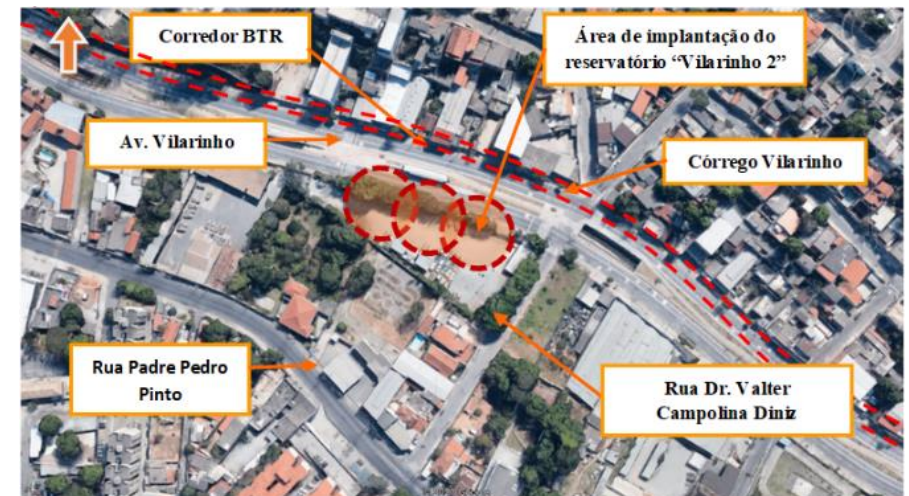 Corredor BTR
Área de implantação do
reservatório “Vilarinho 2”
Av. Vilarinho
Córrego Vilarinho
Rua Padre Pedro
Pinto
Rua Dr. Valter
Campolina Diniz